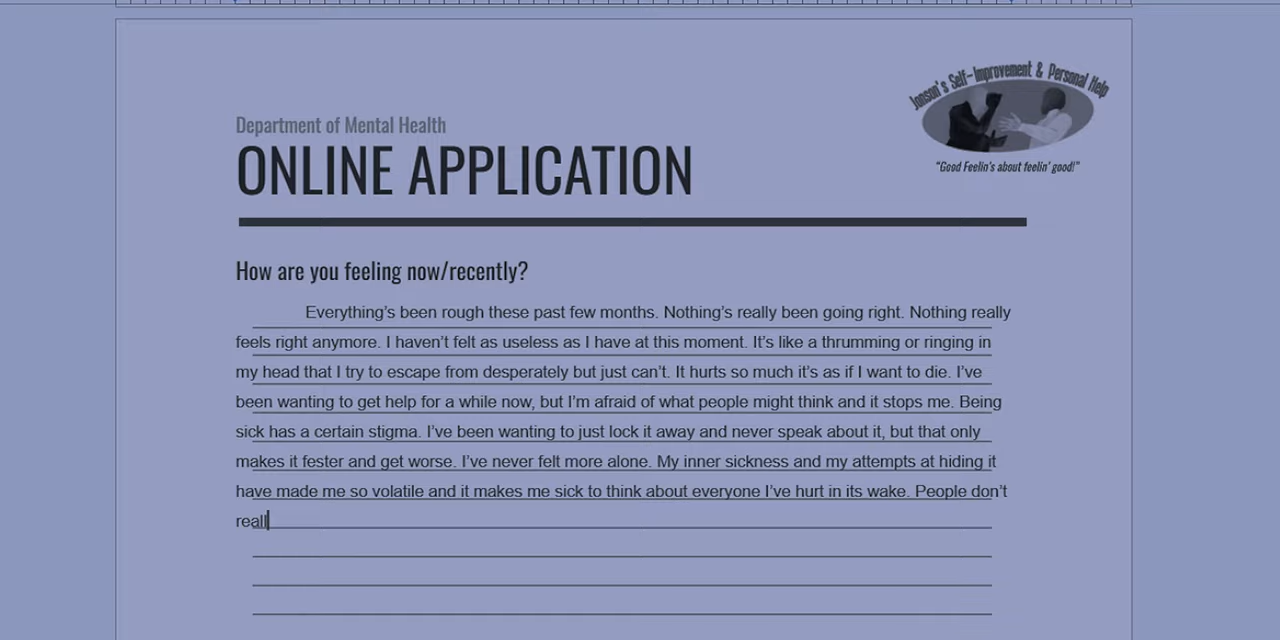 Jonson's Self-Improvement & Personal Help
"Good Feelin's about feelin' good!"
Department of Mental Health
ONLINE APPLICATION
How are you feeling now/recently?
Everything's been rough these past few months. Nothing's really been going right. Nothing really
feels right anymore. I haven't felt as useless as I have at this moment. It's like a thrumming or ringing in
my head that I try to escape from desperately but just can't. It hurts so much it's as if I want to die. I've
been wanting to get help for a while now, but I'm afraid of what people might think and it stops me. Being
sick has a certain stigma. I've been wanting to just lock it away and never speak about it, but that only
makes it fester and get worse. I've never felt more alone. My inner sickness and my attempts at hiding it
have made me so volatile and it makes me sick to think about everyone I've hurt in its wake. People don't
reall